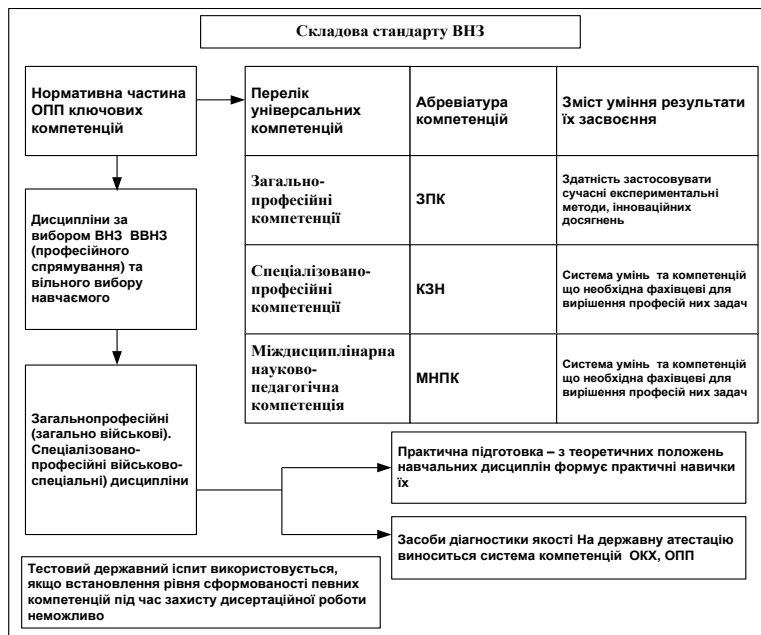 Складова стандарту ВНЗ
Нормативна частина
ОПП ключових
компетенцій
Перелік
універсальних
компетенцій
Абревіатура
компетенцій
Зміст уміння результати
їх засвоєння
Загально-
професійні
компетенції
ЗПК
Здатність застосовувати
сучасні експериментальні
методи, інноваційних
досягнень
Дисципліни за
вибором ВНЗ ВВНЗ
(професійного
спрямування) та
вільного вибору
навчаємого
Спеціалізовано-
професійні
компетенції
КЗН
Система умінь та компетенцій
що необхідна фахівцеві для
вирішення професій них задач
Міждисциплінарна
науково-
педагогічна
компетенція
МНПК
Система умінь та компетенцій
що необхідна фахівцеві для
вирішення професій них задач
Загальнопрофесійні
(загально військові).
Спеціалізовано-
професійні військово-
спеціальні) дисципліни
Практична підготовка – з теоретичних положень
навчальних дисциплін формує практичні навички
їх
Засоби діагностики якості На державну атестацію
виноситься система компетенцій ОКХ, ОПП
Тестовий державний іспит використовується,
якщо встановлення рівня сформованості певних
компетенцій під час захисту дисертаційної роботи
неможливо